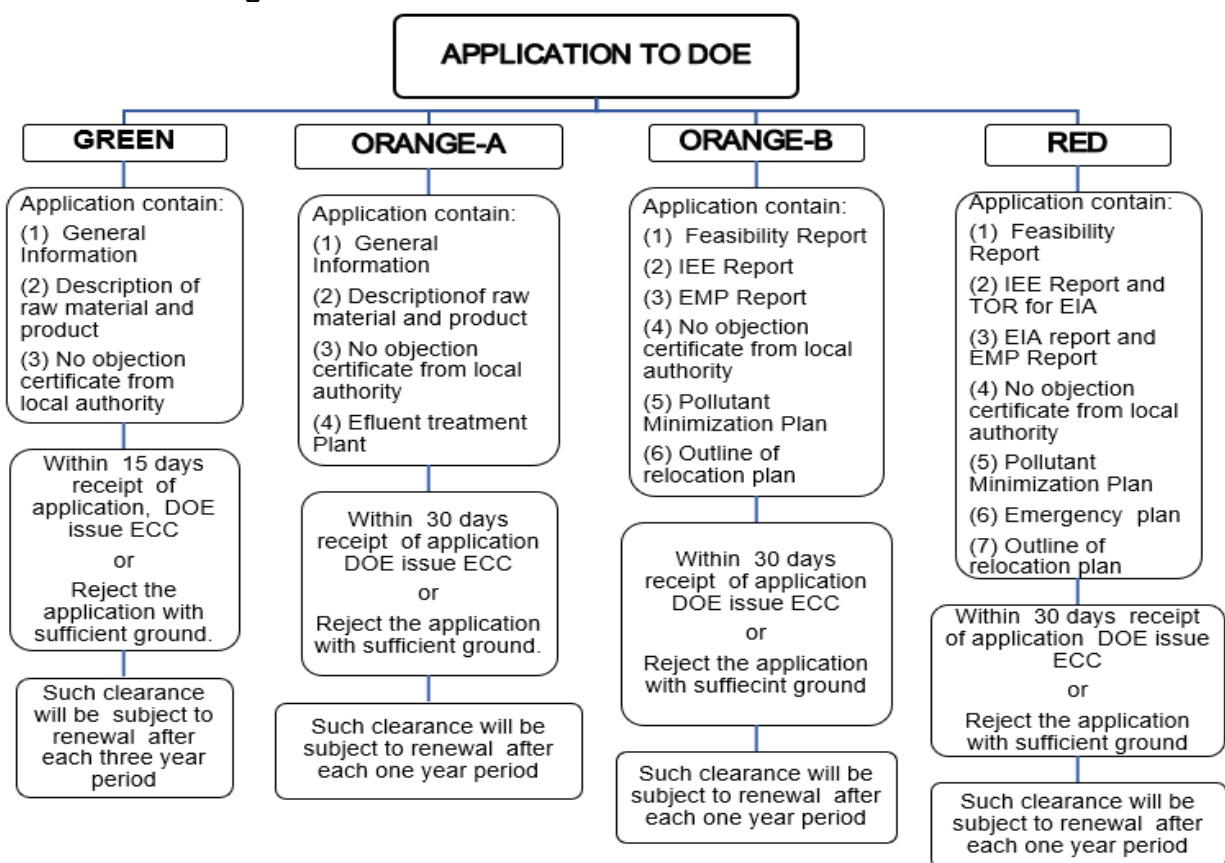 APPLICATION TO DOE
GREEN
Application contain:
(1) General
Information
(2) Description of
raw material and
product
(3) No objection
certificate from
local authority
Within 15 days
receipt of
application, DOE
issue ECC
or
Reject the
application with
sufficient ground.
Such clearance
will be subject to
renewal after
each three year
period
ORANGE-A
Application contain:
(1) General
Information
(2) Descriptionof raw
material and product
(3) No objection
certificate from local
authority
(4) Efluent treatment
Plant
Within 30 days
receipt of application
DOE issue ECC
or
Reject the application
with sufficient ground.
Such clearance will be
subject to renewal after
each one year period
ORANGE-B
Application contain:
(1) Feasibility Report
(2) IEE Report
(3) EMP Report
(4) No objection
certificate from local
authority
(5) Pollutant
Minimization Plan
(6) Outline of
relocation plan
Within 30 days
receipt of application
DOE issue ECC
or
Reject the application
with suffiecint ground
Such clearance will be
subject to renewal after
each one year period
RED
Application contain:
(1) Feasibility
Report
(2) IEE Report and
TOR for EIA
(3) EIA report and
EMP Report
(4) No objection
certificate from local
authority
(5) Pollutant
Minimization Plan
(6) Emergency plan
(7) Outline of
relocation plan
Within 30 days receipt
of application DOE issue
ECC
or
Reject the application
with sufficient ground
Such clearance will be
subject to renewal after
each one year period